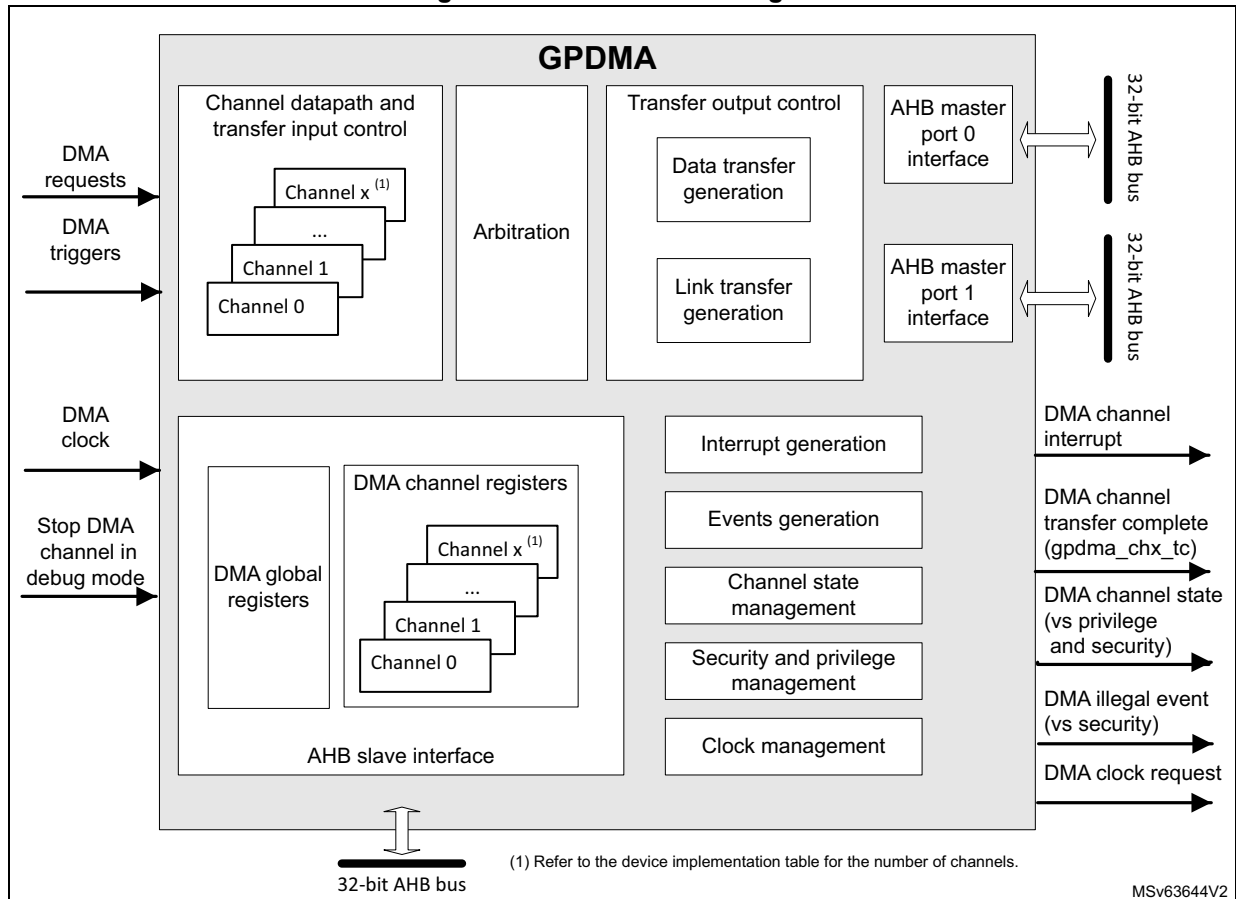 GPDMA
Channel datapath and
transfer input control
Channel x (1)
...
Channel 1
Channel 0
Arbitration
Transfer output control
Data transfer
generation
Link transfer
generation
AHB master
port 0
interface
AHB master
port 1
interface
32-bit AHB bus
32-bit AHB bus
DMA
requests
DMA
triggers
DMA
clock
Stop DMA
channel in
debug mode
DMA global
registers
DMA channel registers
Channel x (1)
...
Channel 1
Channel 0
AHB slave interface
Interrupt generation
Events generation
Channel state
management
Security and privilege
management
Clock management
DMA channel
interrupt
DMA channel
transfer complete
(gpdma_chx_tc)
DMA channel state
(vs privilege
and security)
DMA illegal event
(vs security)
DMA clock request
32-bit AHB bus
(1) Refer to the device implementation table for the number of channels.
MSv63644V2